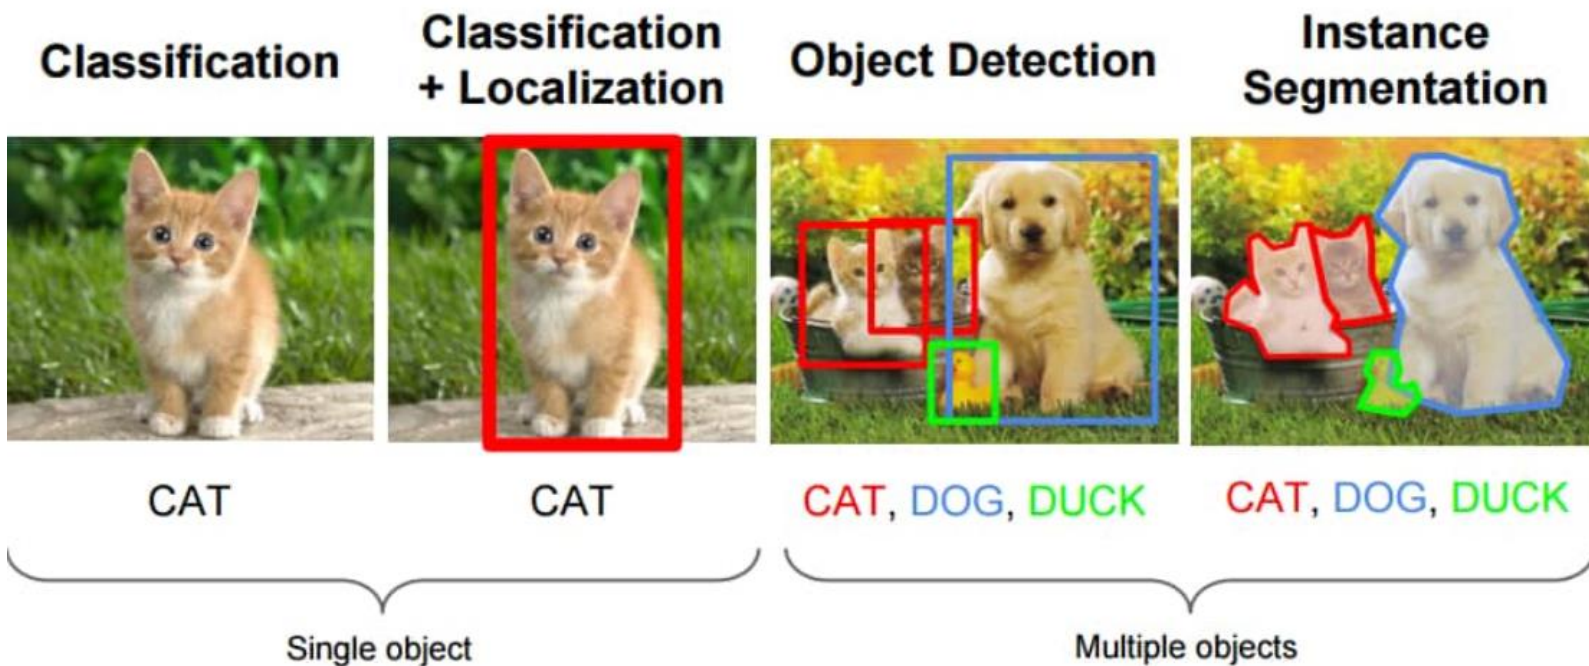 Classification
Classification
+ Localization
Object Detection
Instance
Segmentation
CAT
CAT
CAT, DOG, DUCK
CAT, DOG, DUCK
Single object
Multiple objects